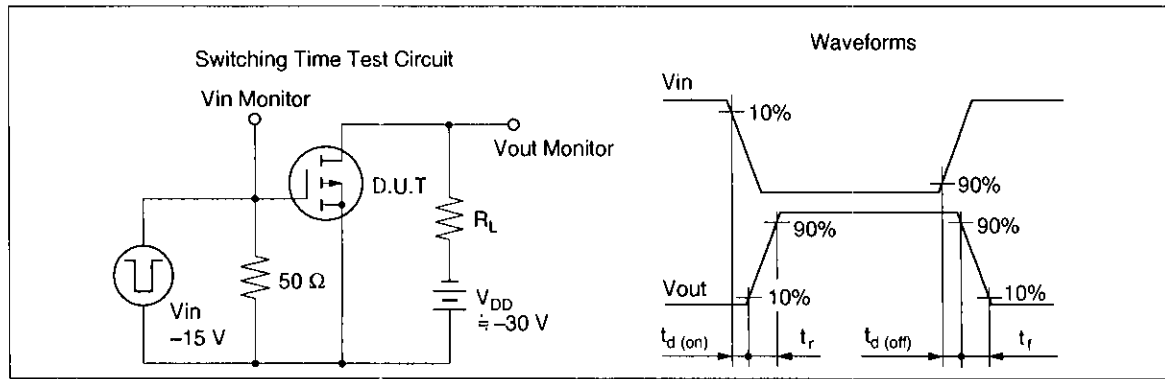 Switching Time Test Circuit
Vin Monitor
Vout Monitor
D.U.T
R_L
50 Ω
Vin
–15 V
V_DD
≒ –30 V
Waveforms
Vin
10%
90%
90%
90%
Vout
10%
10%
t_d (on)
t_r
t_d (off)
t_f